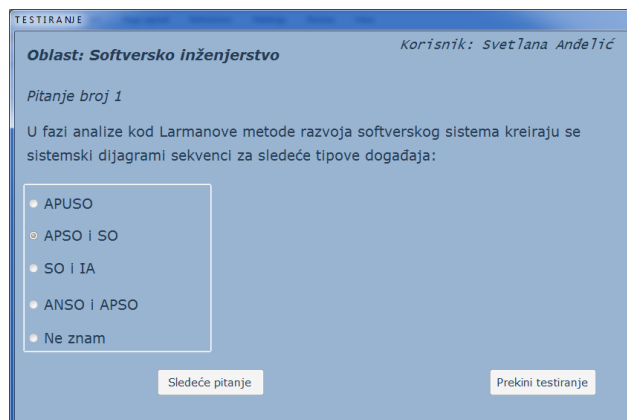 TESTIRANJE
Korisnik: Svetlana Anđelić
Oblast: Softversko inženjerstvo
Pitanje broj 1
U fazi analize kod Larmanove metode razvoja softverskog sistema kreiraju se
sistemski dijagrami sekvenci za sledeće tipove događaja:
APUSO
APSO i SO
SO i IA
ANSO i APSO
Ne znam
Sledeće pitanje
Prekini testiranje